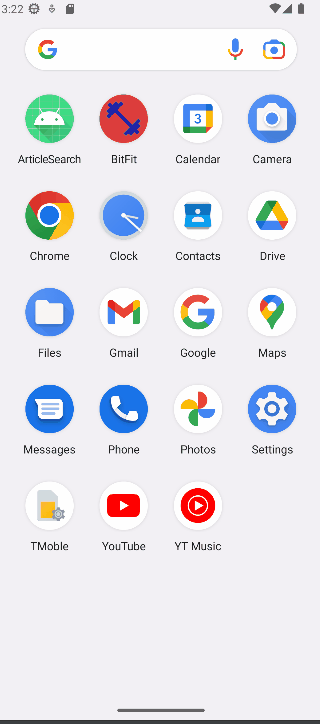 3:22
ArticleSearch BitFit Calendar Camera
Chrome Clock Contacts Drive
Files Gmail Google Maps
Messages Phone Photos Settings
TMoble YouTube YT Music